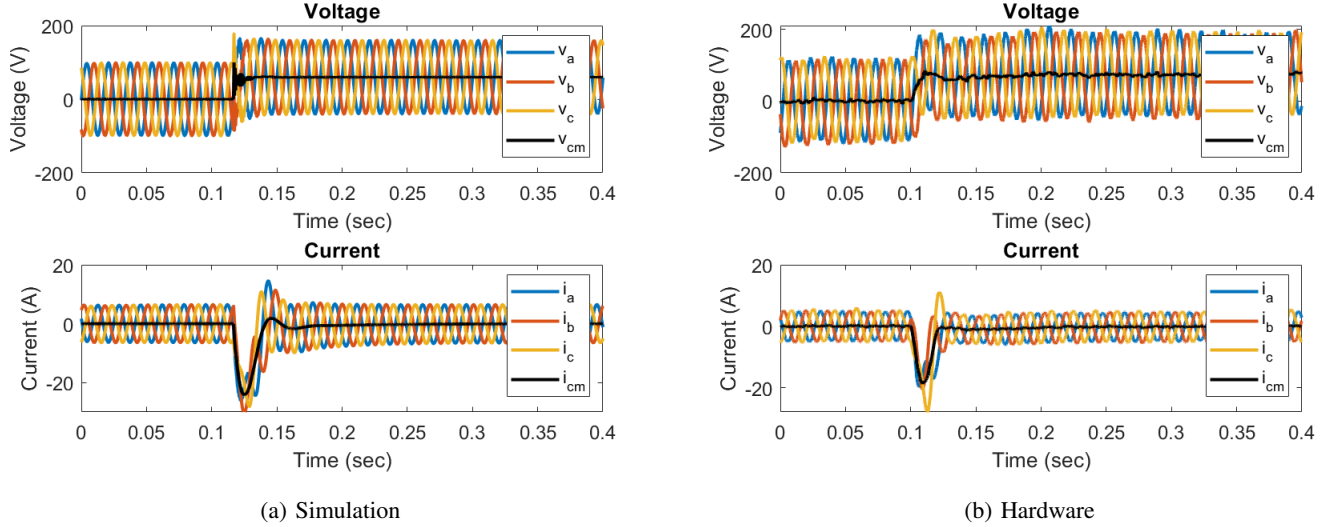 Voltage
200
0
-200
Voltage (V)
v_a
v_b
v_c
v_cm
0 0.05 0.1 0.15 0.2 0.25 0.3 0.35 0.4
Time (sec)
Current
20
0
-20
Current (A)
i_a
i_b
i_c
i_cm
0 0.05 0.1 0.15 0.2 0.25 0.3 0.35 0.4
Time (sec)
(a) Simulation
Voltage
200
0
-200
Voltage (V)
v_a
v_b
v_c
v_cm
0 0.05 0.1 0.15 0.2 0.25 0.3 0.35 0.4
Time (sec)
Current
20
0
-20
Current (A)
i_a
i_b
i_c
i_cm
0 0.05 0.1 0.15 0.2 0.25 0.3 0.35 0.4
Time (sec)
(b) Hardware